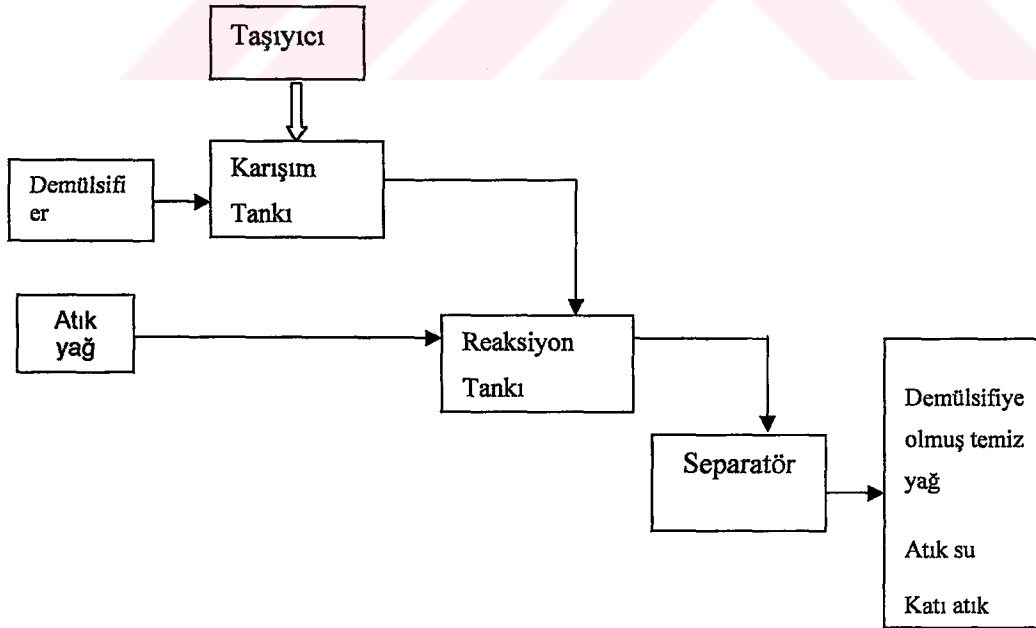 Taşıyıcı
Karışım
Tankı
Demülsifi
er
Atık
yağ
Reaksiyon
Tankı
Separatör
Demülsifiye
olmuş temiz
yağ
Atık su
Katı atık